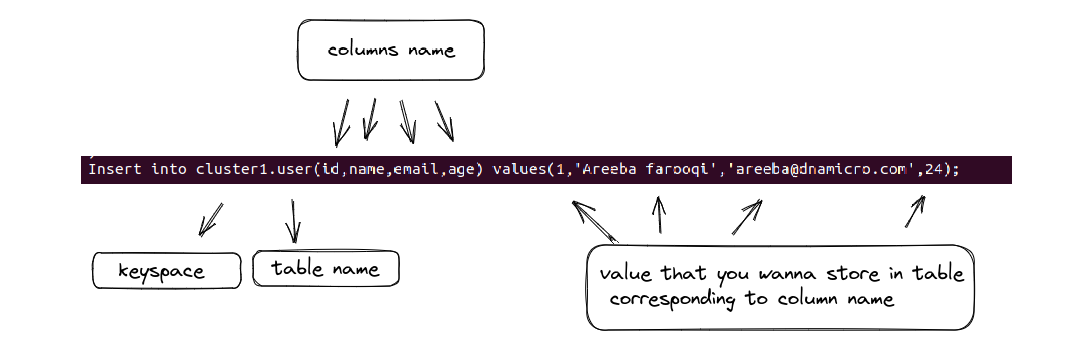 columns name
Insert into cluster1.user(id,name,email,age) values(1,'Areeba farooqi','areeba@dnamicro.com',24);
keyspace
table name
value that you wanna store in table
corresponding to column name